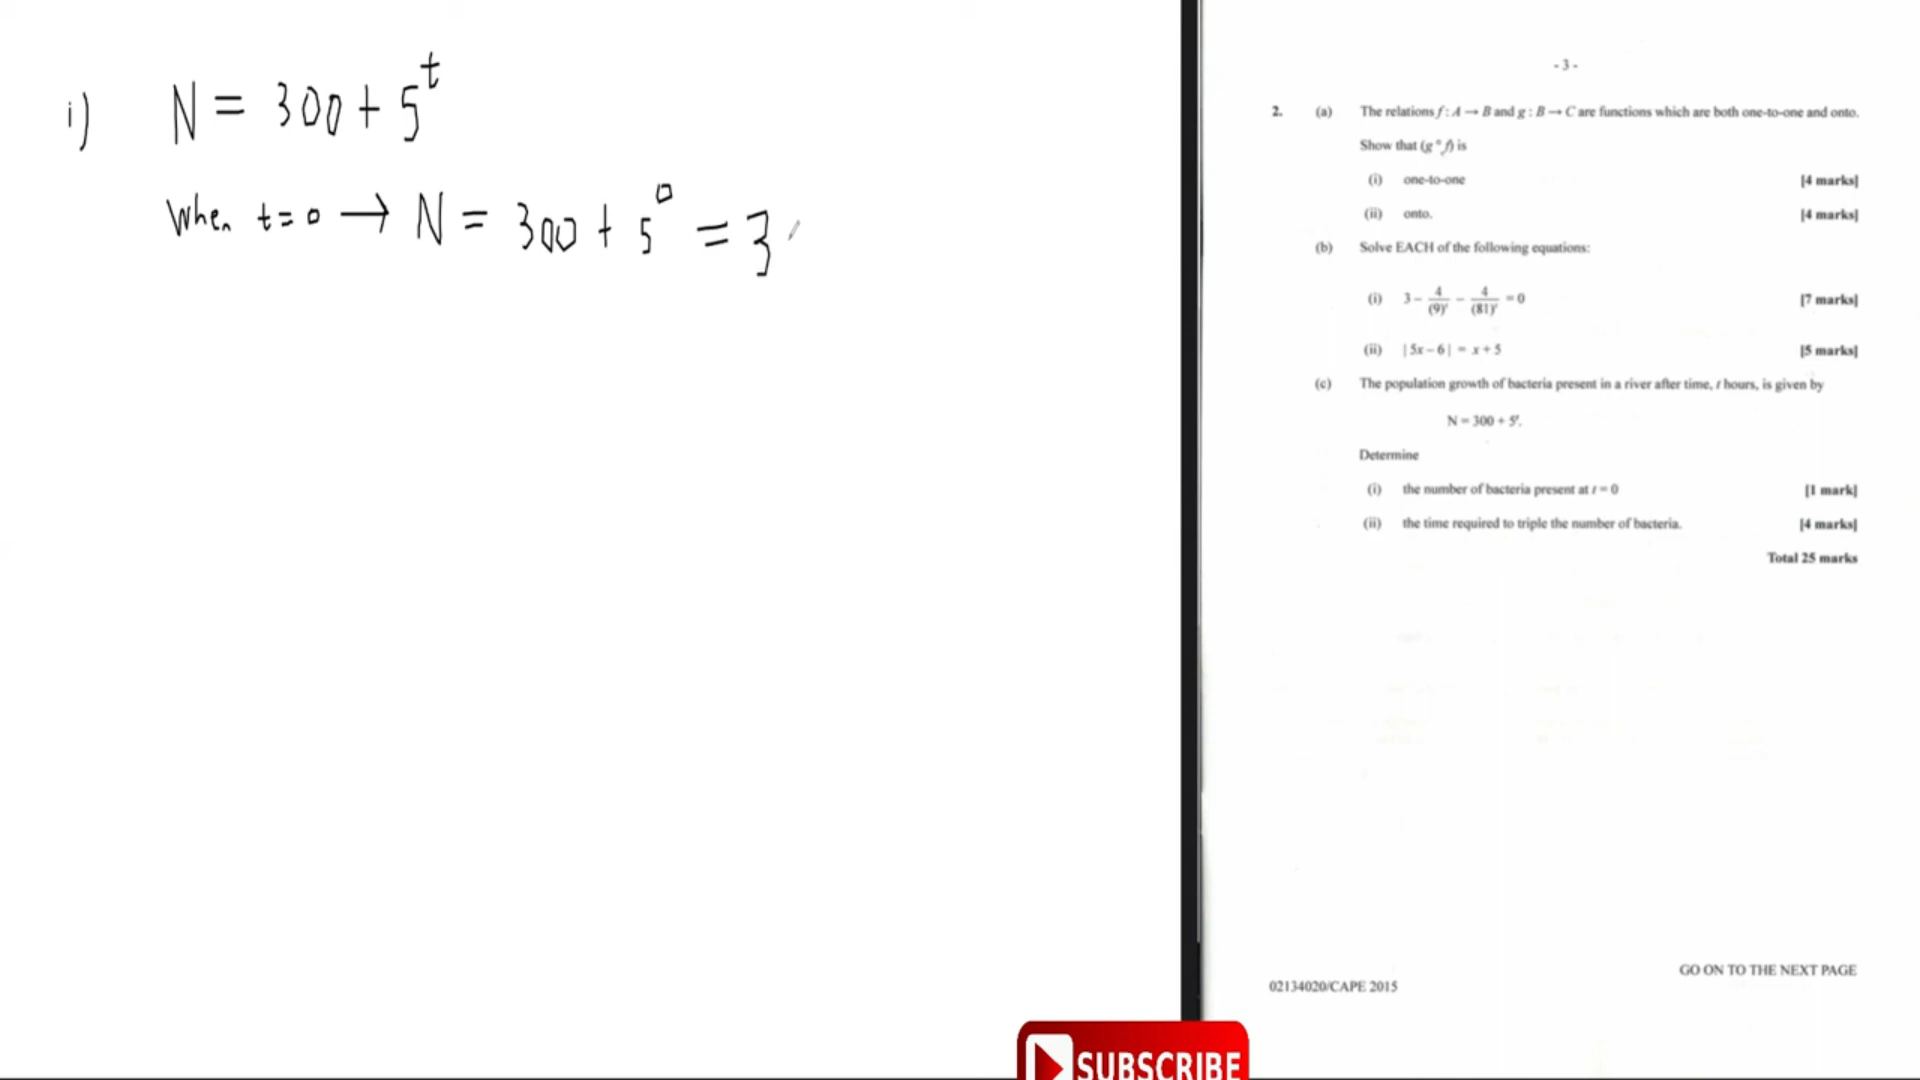 i) N = 300 + 5^t
When t = 0 → N = 300 + 5^0 = 3
- 3 -
2. (a) The relations f : A → B and g : B → C are functions which are both one-to-one and onto.
Show that (g ° f) is
(i) one-to-one [4 marks]
(ii) onto. [4 marks]
(b) Solve EACH of the following equations:
(i) 3 – 4/(9)^x – 4/(81)^x = 0 [7 marks]
(ii) | 5x – 6 | = x + 5 [5 marks]
(c) The population growth of bacteria present in a river after time, t hours, is given by
N = 300 + 5^t.
Determine
(i) the number of bacteria present at t = 0 [1 mark]
(ii) the time required to triple the number of bacteria. [4 marks]
Total 25 marks
GO ON TO THE NEXT PAGE
02134020/CAPE 2015
SUBSCRIBE